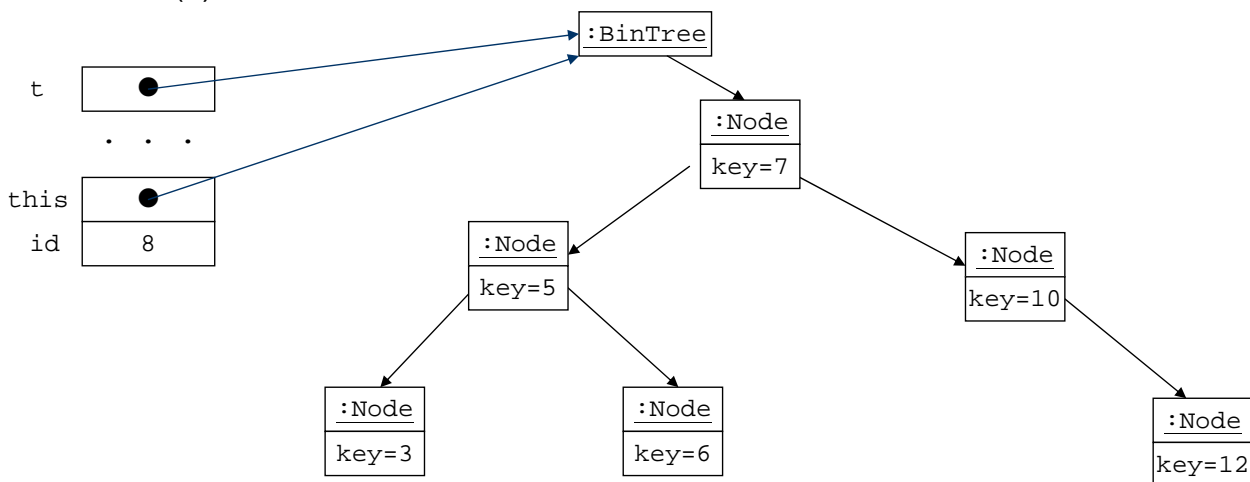 :BinTree
t
. . .
:Node
key=7
this
id 8
:Node
key=5
:Node
key=10
:Node
key=3
:Node
key=6
:Node
key=12